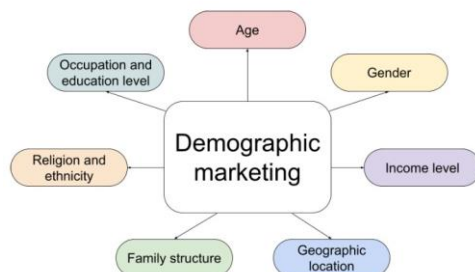 Age
Occupation and
education level
Gender
Demographic
marketing
Religion and
ethnicity
Income level
Family structure
Geographic
location